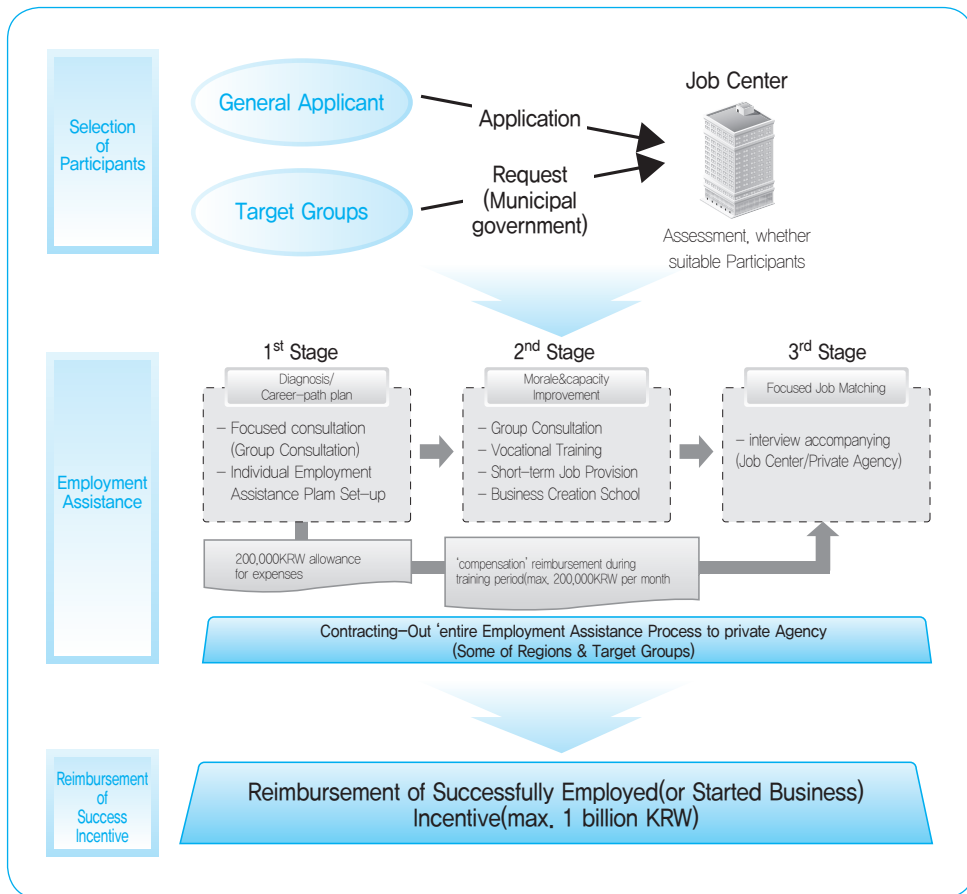 Selection
of
Participants
General Applicant
Target Groups
Application
Request
(Municipal
government)
Job Center
Assessment, whether
suitable Participants
Employment
Assistance
1st Stage
Diagnosis/
Career-path plan
- Focused consultation
(Group Consultation)
- Individual Employment
Assistance Plam Set-up
2nd Stage
Morale&capacity
Improvement
- Group Consultation
- Vocational Training
- Short-term Job Provision
- Business Creation School
3rd Stage
Focused Job Matching
- interview accompanying
(Job Center/Private Agency)
200,000KRW allowance
for expenses
'compensation' reimbursement during
training period(max. 200,000KRW per month
Contracting-Out 'entire Employment Assistance Process to private Agency
(Some of Regions & Target Groups)
Reimbursement
of
Success
Incentive
Reimbursement of Successfully Employed(or Started Business)
Incentive(max. 1 billion KRW)